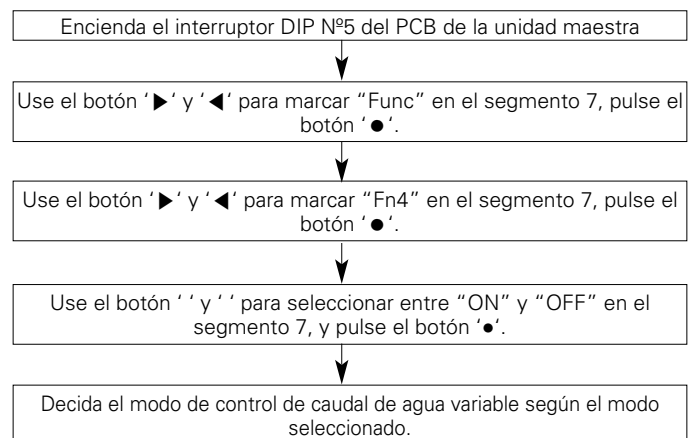 Encienda el interruptor DIP Nº5 del PCB de la unidad maestra
Use el botón ‘▶‘ y ‘◀‘ para marcar “Func” en el segmento 7, pulse el
botón ‘●‘.
Use el botón ‘▶‘ y ‘◀‘ para marcar “Fn4” en el segmento 7, pulse el
botón ‘●‘.
Use el botón ‘ ‘ y ‘ ‘ para seleccionar entre “ON” y “OFF” en el
segmento 7, y pulse el botón ‘●‘.
Decida el modo de control de caudal de agua variable según el modo
seleccionado.